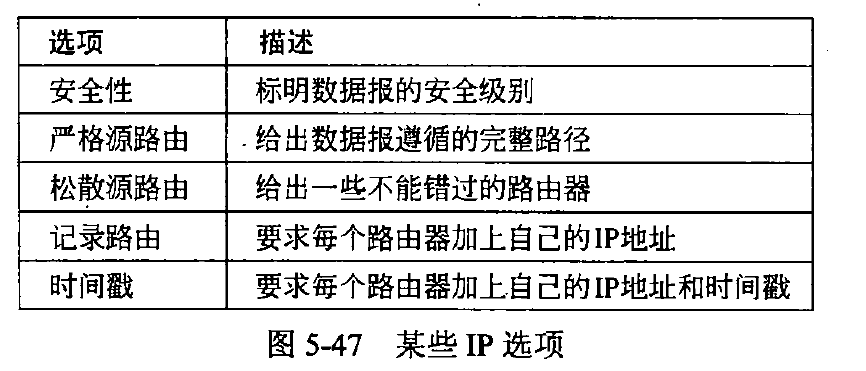 选项 描述
安全性 标明数据报的安全级别
严格源路由 给出数据报遵循的完整路径
松散源路由 给出一些不能错过的路由器
记录路由 要求每个路由器加上自己的IP地址
时间戳 要求每个路由器加上自己的IP地址和时间戳
图 5-47 某些 IP 选项